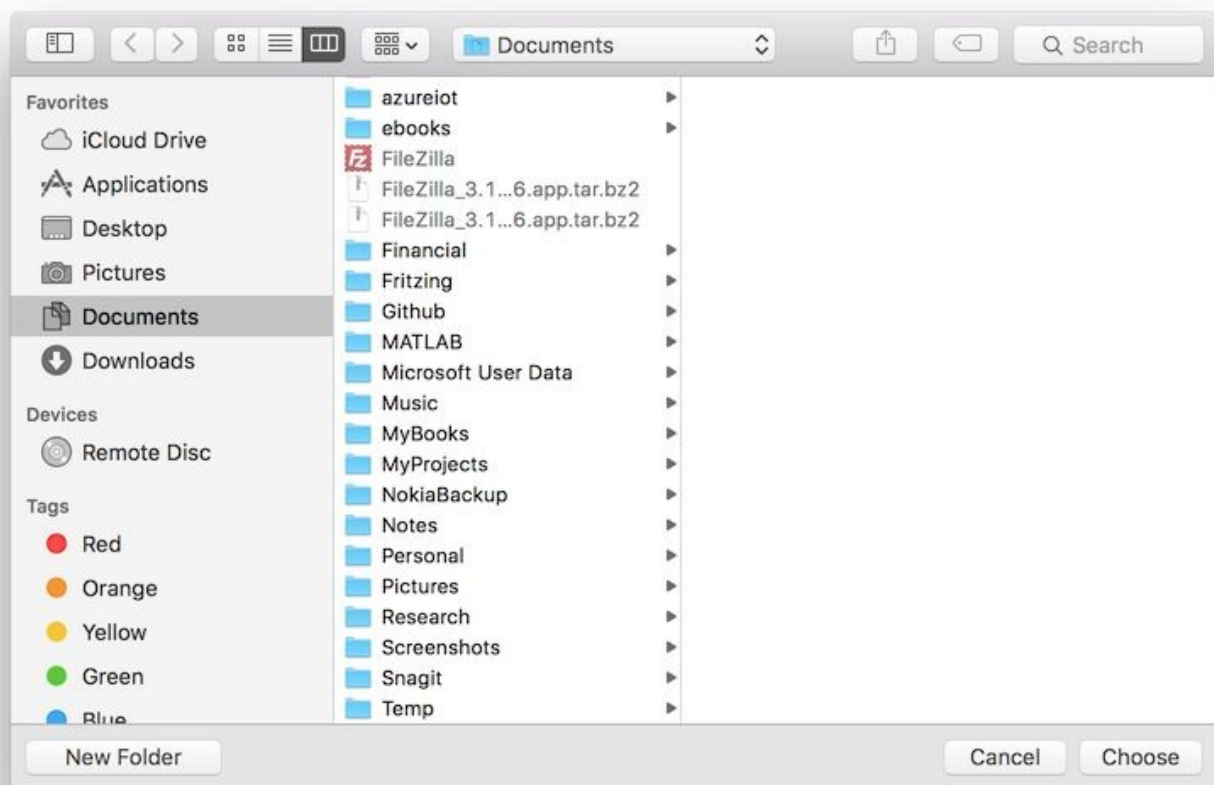 Documents
Search
Favorites
iCloud Drive
Applications
Desktop
Pictures
Documents
Downloads
Devices
Remote Disc
Tags
Red
Orange
Yellow
Green
Blue
azureiot
ebooks
FileZilla
FileZilla_3.1...6.app.tar.bz2
FileZilla_3.1...6.app.tar.bz2
Financial
Fritzing
Github
MATLAB
Microsoft User Data
Music
MyBooks
MyProjects
NokiaBackup
Notes
Personal
Pictures
Research
Screenshots
Snagit
Temp
New Folder
Cancel
Choose